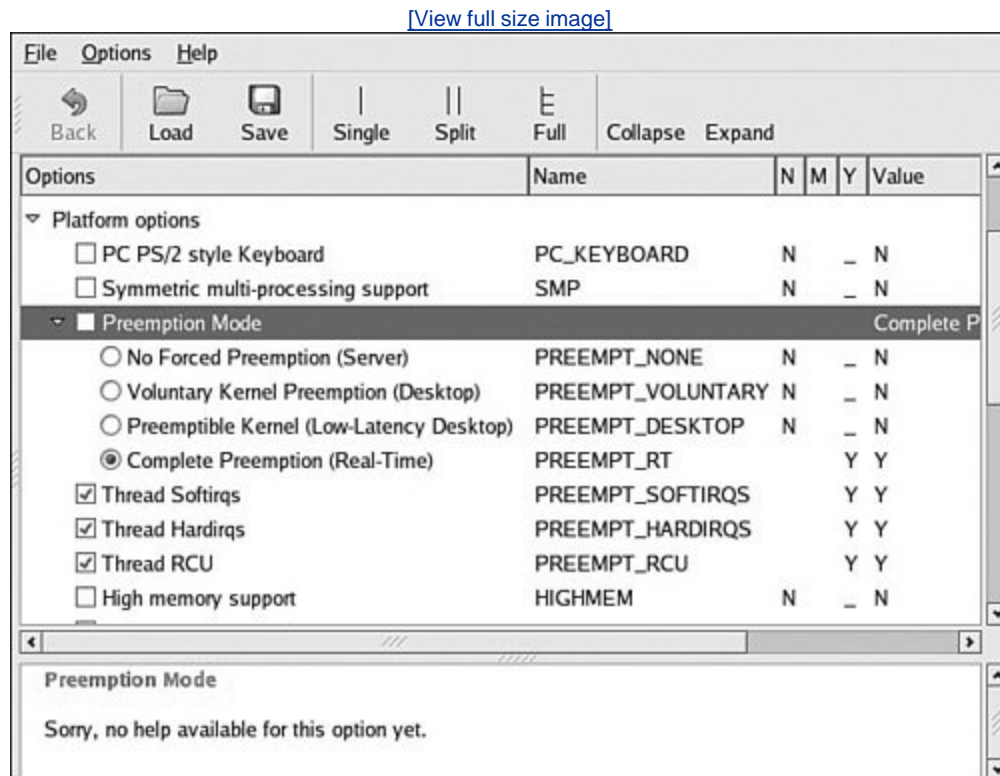 [View full size image]
File Options Help
Back Load Save Single Split Full Collapse Expand
Options Name N M Y Value
Platform options
PC PS/2 style Keyboard PC_KEYBOARD N _ N
Symmetric multi-processing support SMP N _ N
Preemption Mode Complete P
No Forced Preemption (Server) PREEMPT_NONE N _ N
Voluntary Kernel Preemption (Desktop) PREEMPT_VOLUNTARY N _ N
Preemptible Kernel (Low-Latency Desktop) PREEMPT_DESKTOP N _ N
Complete Preemption (Real-Time) PREEMPT_RT Y Y
Thread Softirqs PREEMPT_SOFTIRQS Y Y
Thread Hardirqs PREEMPT_HARDIRQS Y Y
Thread RCU PREEMPT_RCU Y Y
High memory support HIGHMEM N _ N
Preemption Mode
Sorry, no help available for this option yet.